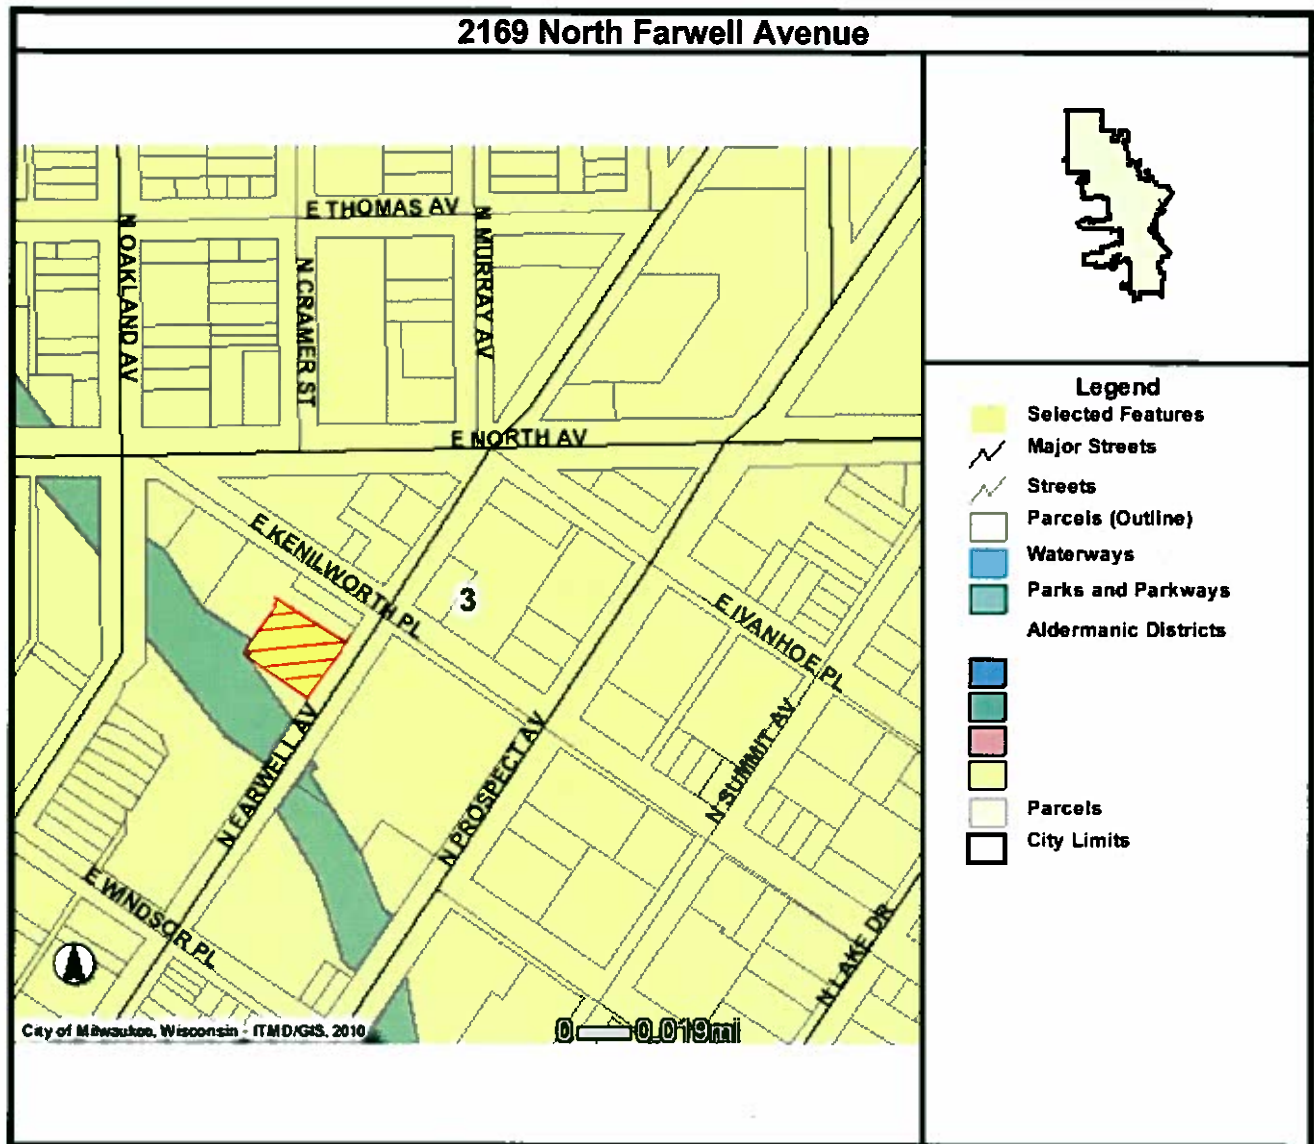 2169 North Farwell Avenue
E THOMAS AV
N OAKLAND AV
N CRAMER ST
N MURRAY AV
E NORTH AV
E KENILWORTH PL
3
E IVANHOE PL
N FARWELL AV
N PROSPECT AV
N SUMMIT AV
E WINDSOR PL
N LAKE DR
City of Milwaukee, Wisconsin - ITMD/GIS, 2010
0 0.019mi
Legend
Selected Features
Major Streets
Streets
Parcels (Outline)
Waterways
Parks and Parkways
Aldermanic Districts
Parcels
City Limits